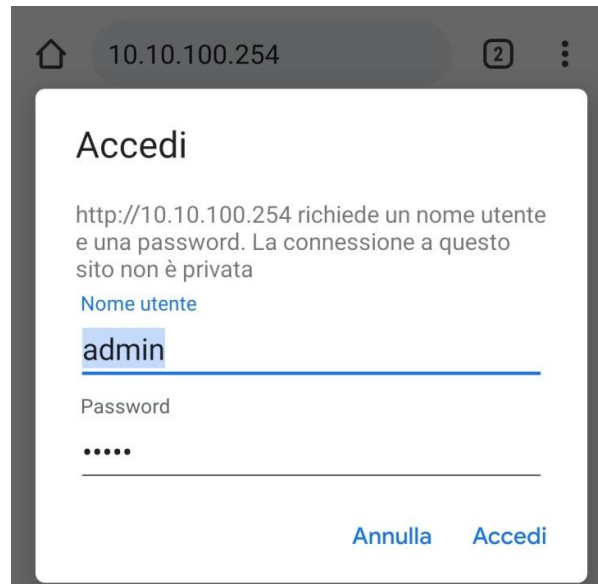 10.10.100.254
2
Accedi
http://10.10.100.254 richiede un nome utente
e una password. La connessione a questo
sito non è privata
Nome utente
admin
Password
•••••
Annulla
Accedi